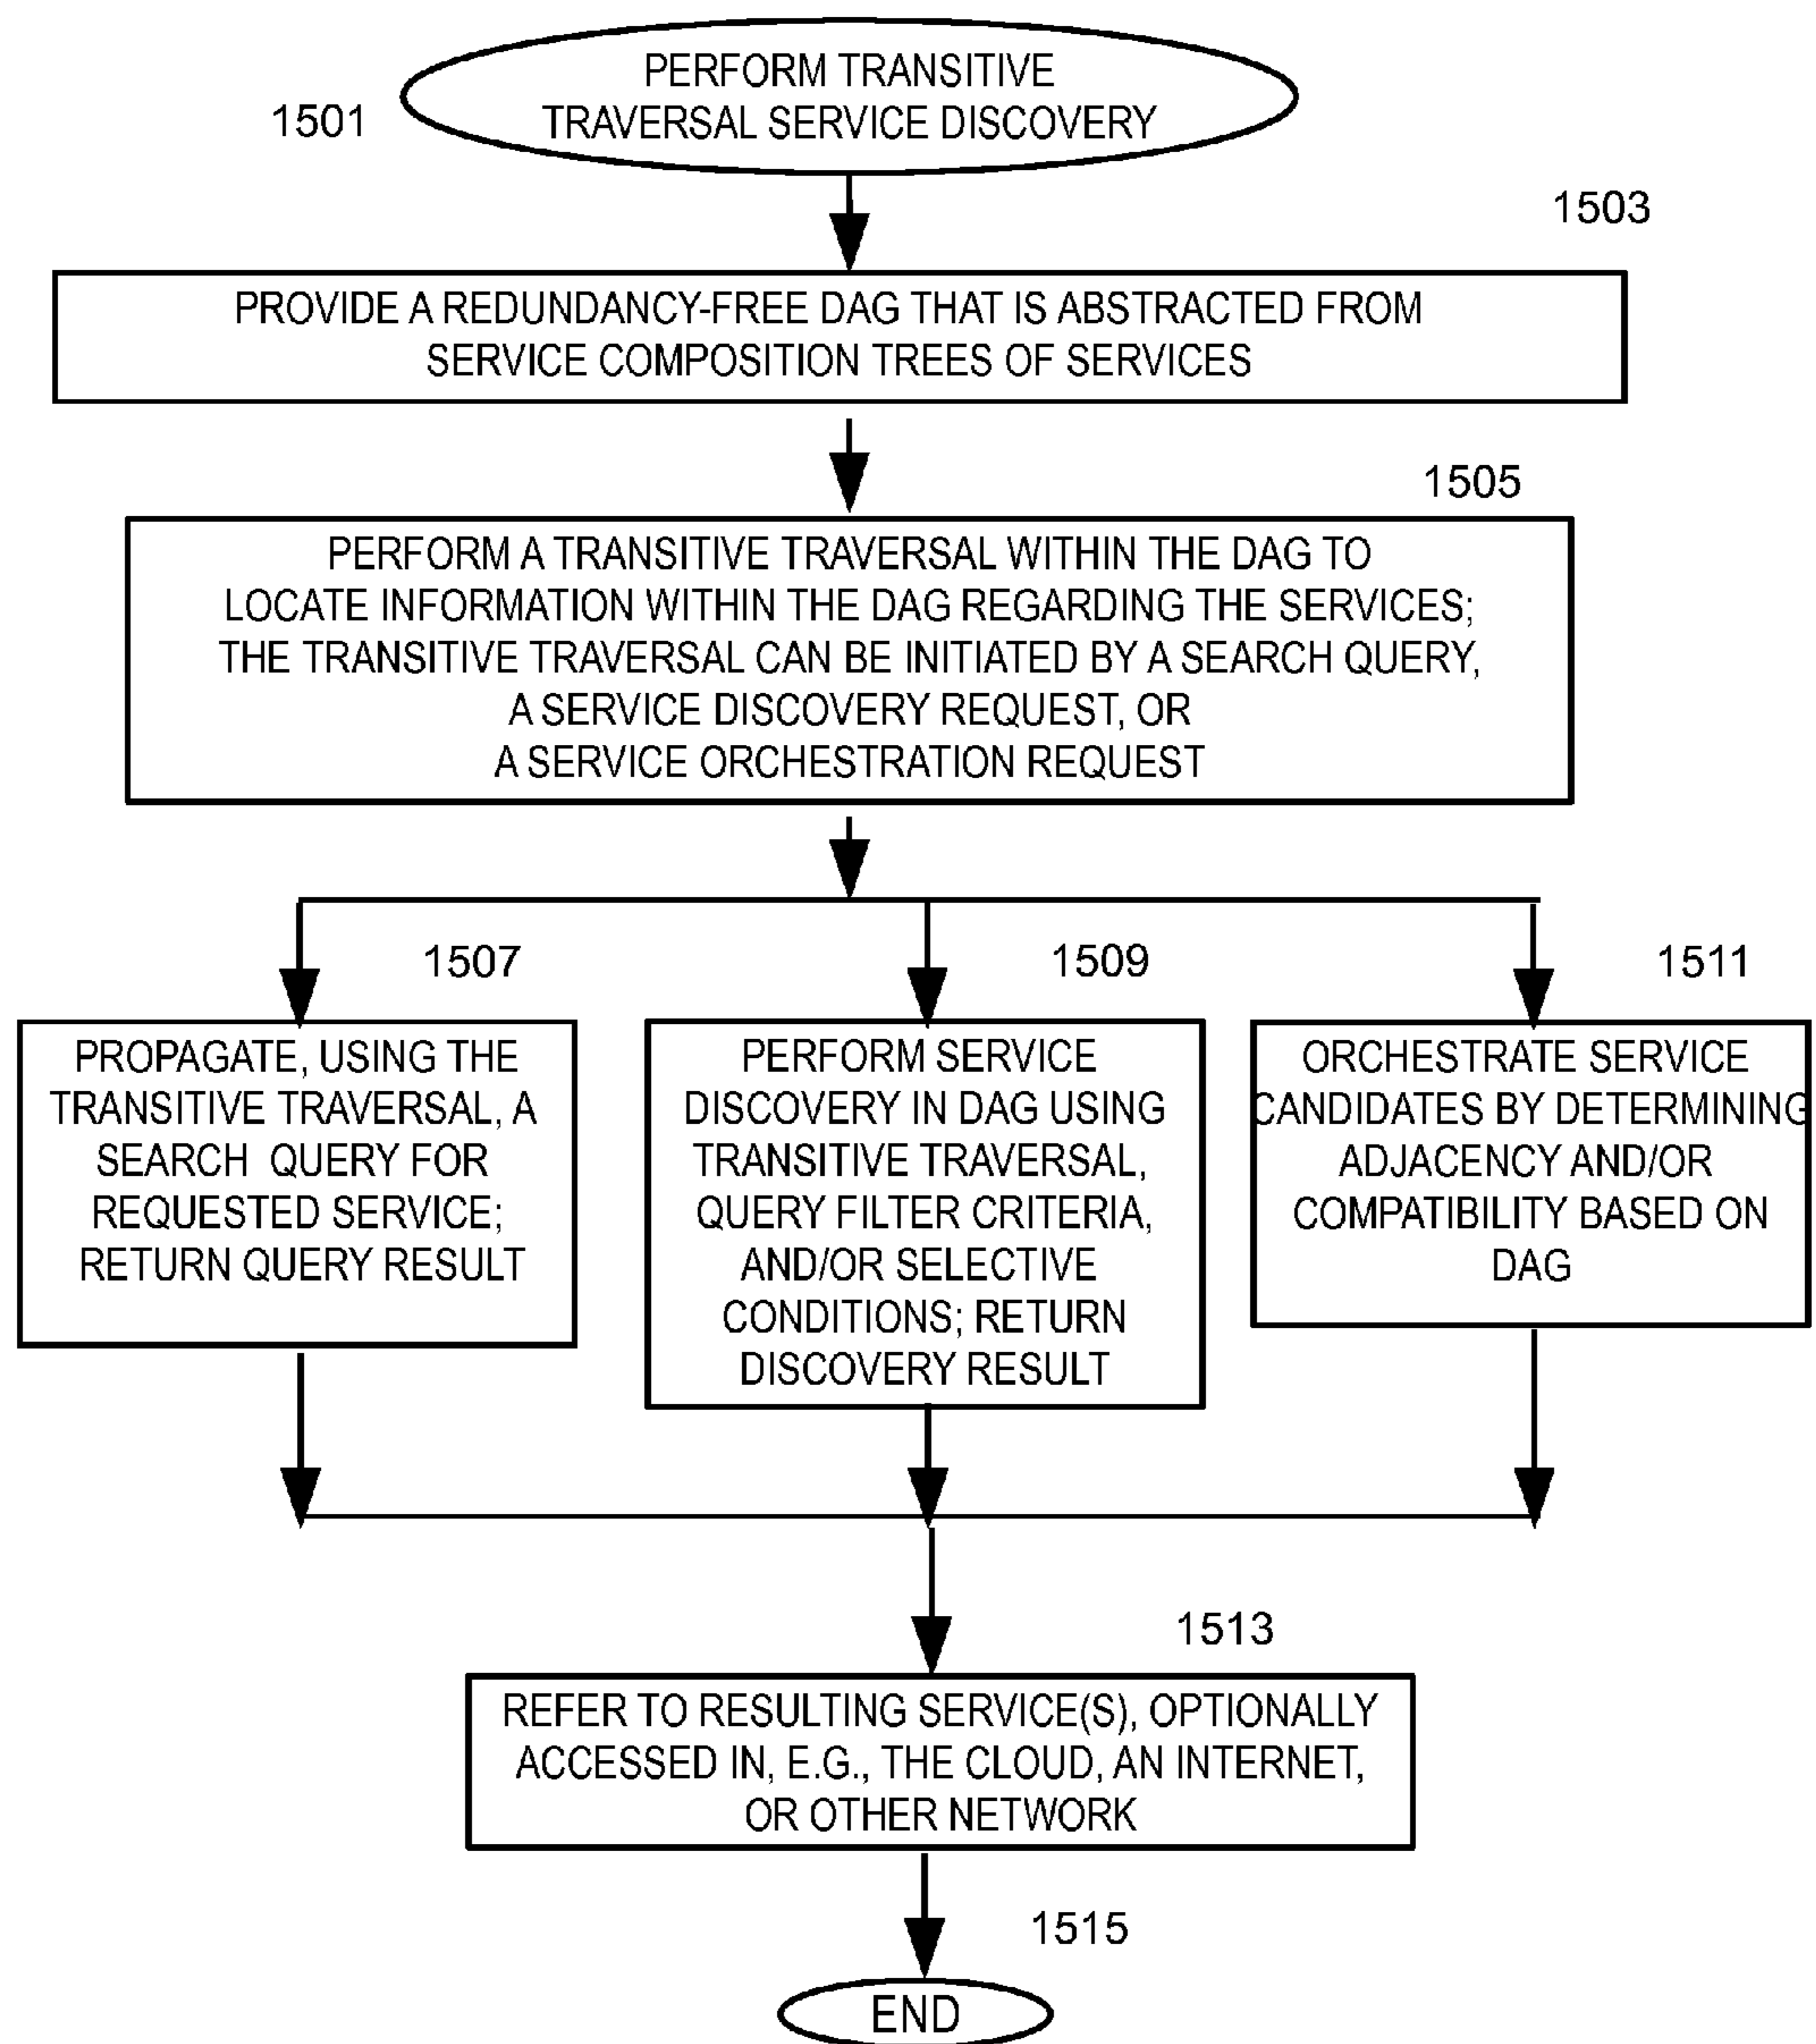 PERFORM TRANSITIVE
TRAVERSAL SERVICE DISCOVERY
1501
1503
PROVIDE A REDUNDANCY-FREE DAG THAT IS ABSTRACTED FROM
SERVICE COMPOSITION TREES OF SERVICES
1505
PERFORM A TRANSITIVE TRAVERSAL WITHIN THE DAG TO
LOCATE INFORMATION WITHIN THE DAG REGARDING THE SERVICES;
THE TRANSITIVE TRAVERSAL CAN BE INITIATED BY A SEARCH QUERY,
A SERVICE DISCOVERY REQUEST, OR
A SERVICE ORCHESTRATION REQUEST
1507
PROPAGATE, USING THE
TRANSITIVE TRAVERSAL, A
SEARCH QUERY FOR
REQUESTED SERVICE;
RETURN QUERY RESULT
1509
PERFORM SERVICE
DISCOVERY IN DAG USING
TRANSITIVE TRAVERSAL,
QUERY FILTER CRITERIA,
AND/OR SELECTIVE
CONDITIONS; RETURN
DISCOVERY RESULT
1511
ORCHESTRATE SERVICE
CANDIDATES BY DETERMINING
ADJACENCY AND/OR
COMPATIBILITY BASED ON
DAG
1513
REFER TO RESULTING SERVICE(S), OPTIONALLY
ACCESSED IN, E.G., THE CLOUD, AN INTERNET,
OR OTHER NETWORK
1515
END